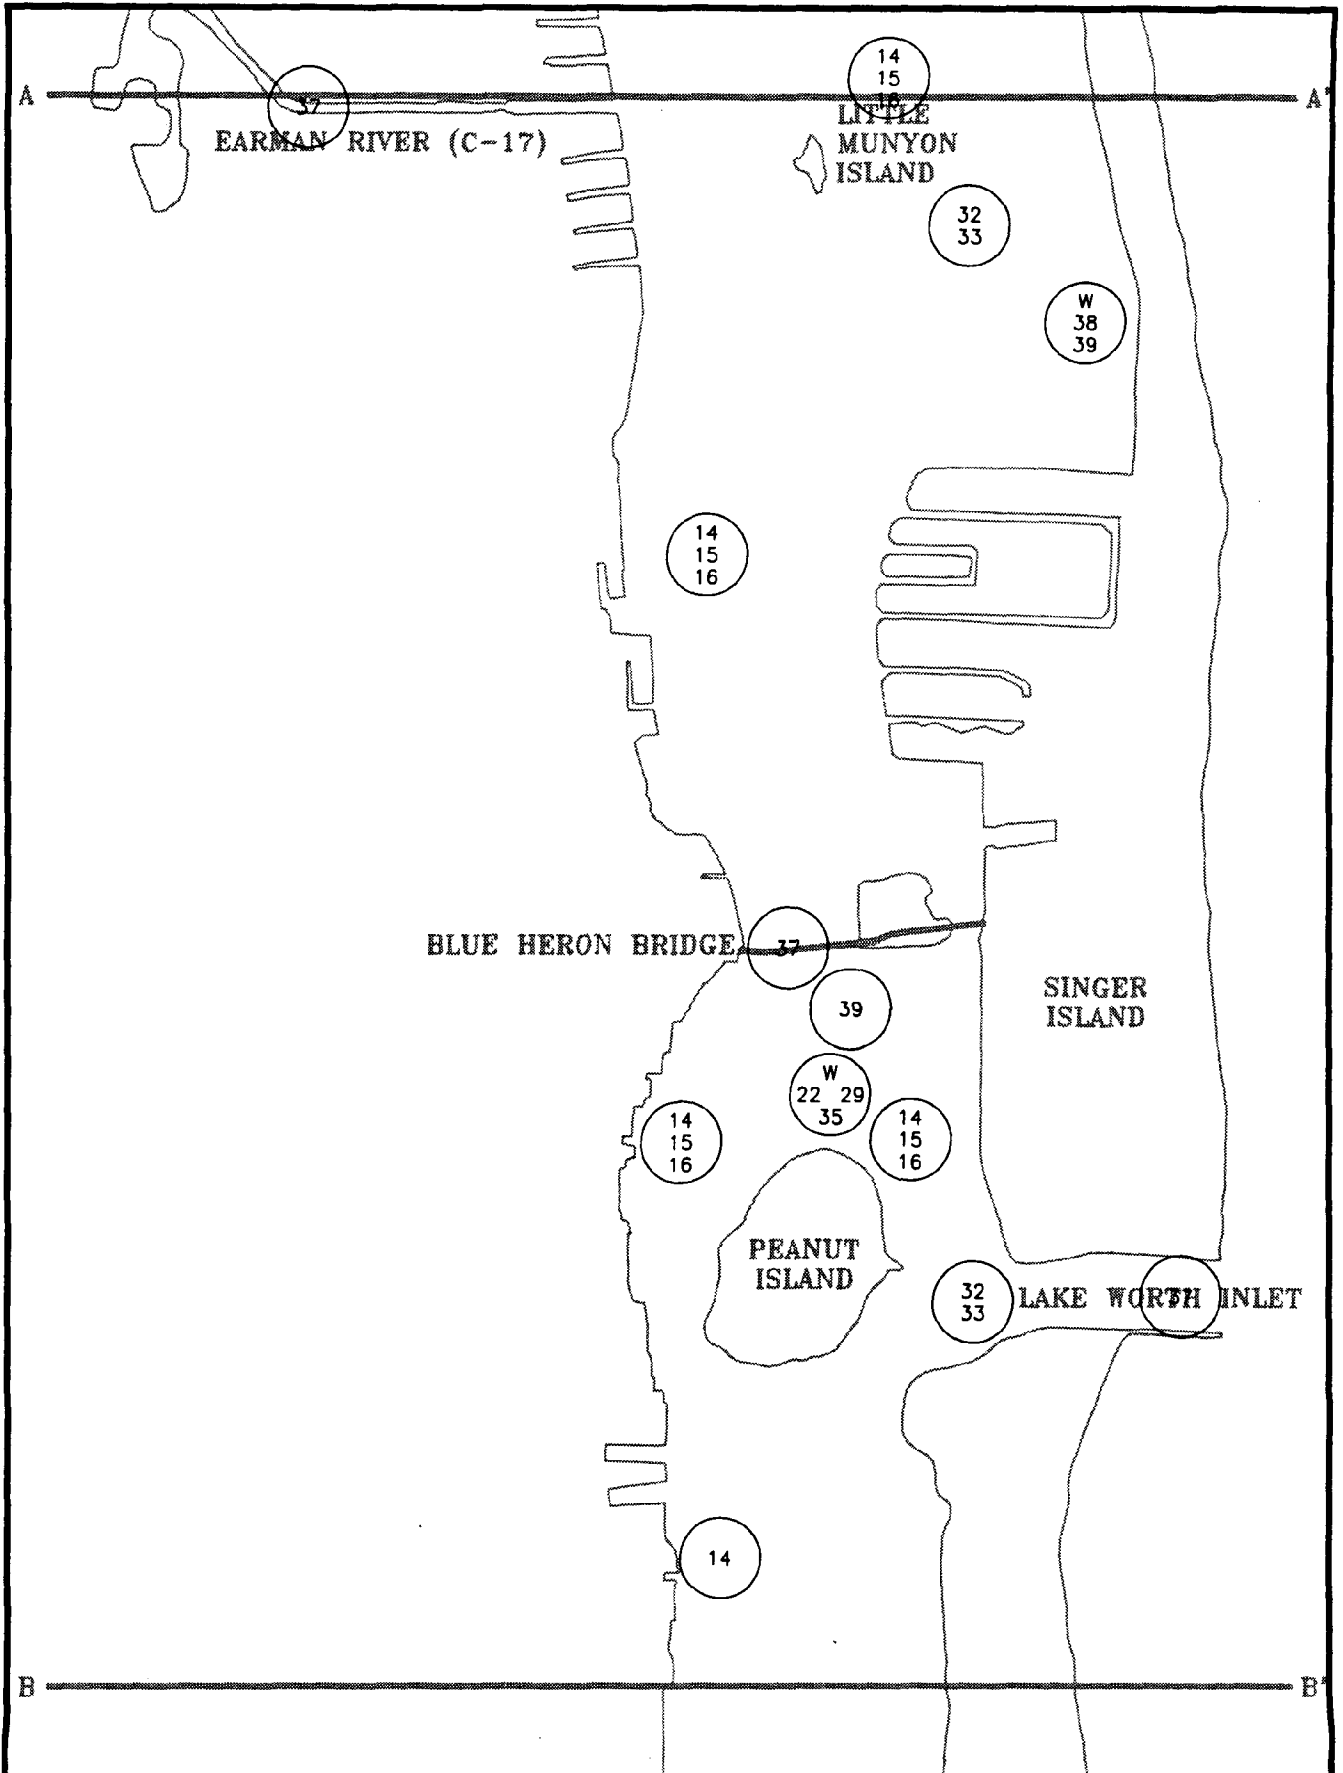 14
15
16
A
A'
37
LITTLE
MUNYON
ISLAND
EARMAN RIVER (C-17)
32
33
W
38
39
14
15
16
BLUE HERON BRIDGE
37
39
SINGER
ISLAND
W
22 29
35
14
15
16
14
15
16
PEANUT
ISLAND
32
33
LAKE WORTH INLET
37
14
B
B'